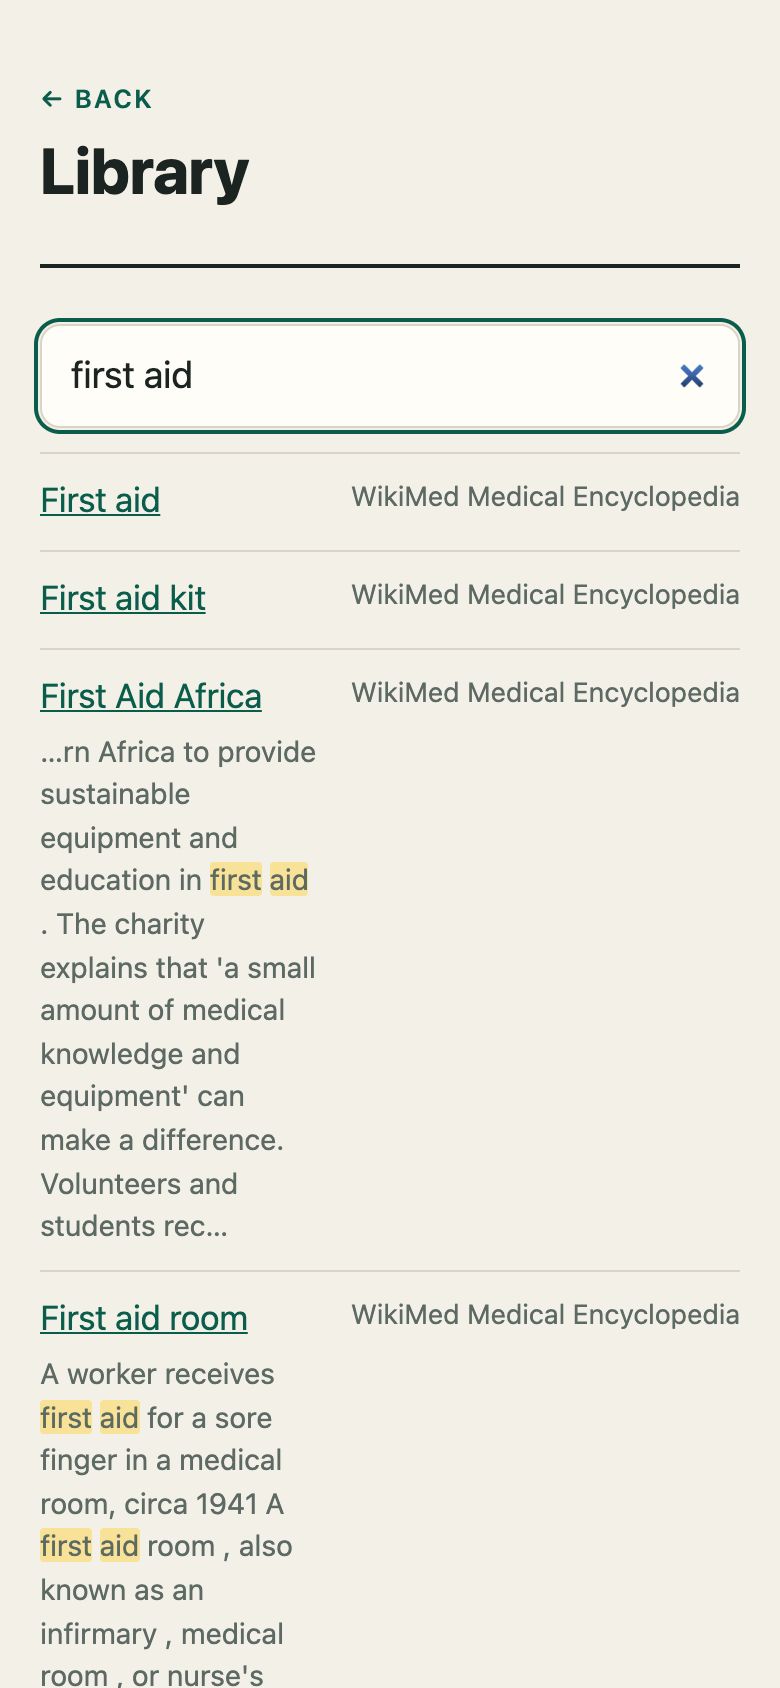 ← BACK
Library
first aid
First aid WikiMed Medical Encyclopedia
First aid kit WikiMed Medical Encyclopedia
First Aid Africa WikiMed Medical Encyclopedia
...rn Africa to provide
sustainable
equipment and
education in first aid
. The charity
explains that 'a small
amount of medical
knowledge and
equipment' can
make a difference.
Volunteers and
students rec...
First aid room WikiMed Medical Encyclopedia
A worker receives
first aid for a sore
finger in a medical
room, circa 1941 A
first aid room , also
known as an
infirmary , medical
room , or nurse's